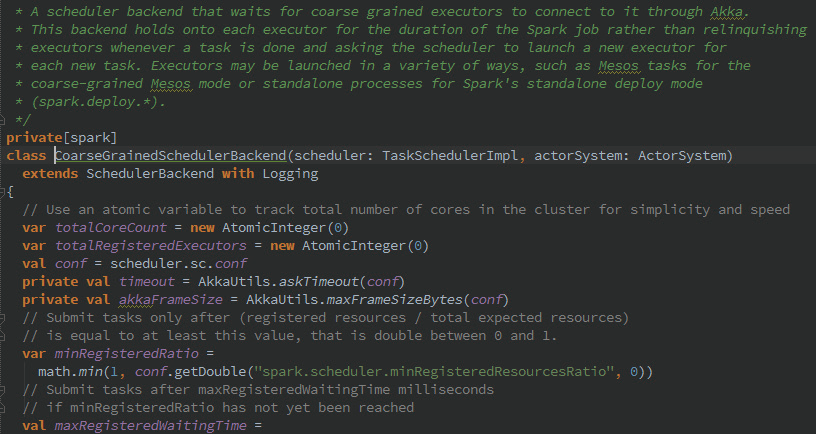 * A scheduler backend that waits for coarse grained executors to connect to it through Akka.
* This backend holds onto each executor for the duration of the Spark job rather than relinquishing
* executors whenever a task is done and asking the scheduler to launch a new executor for
* each new task. Executors may be launched in a variety of ways, such as Mesos tasks for the
* coarse-grained Mesos mode or standalone processes for Spark's standalone deploy mode
* (spark.deploy.*).
*/
private[spark]
class CoarseGrainedSchedulerBackend(scheduler: TaskSchedulerImpl, actorSystem: ActorSystem)
  extends SchedulerBackend with Logging
{
  // Use an atomic variable to track total number of cores in the cluster for simplicity and speed
  var totalCoreCount = new AtomicInteger(0)
  var totalRegisteredExecutors = new AtomicInteger(0)
  val conf = scheduler.sc.conf
  private val timeout = AkkaUtils.askTimeout(conf)
  private val akkaFrameSize = AkkaUtils.maxFrameSizeBytes(conf)
  // Submit tasks only after (registered resources / total expected resources)
  // is equal to at least this value, that is double between 0 and 1.
  var minRegisteredRatio =
    math.min(1, conf.getDouble("spark.scheduler.minRegisteredResourcesRatio", 0))
  // Submit tasks after maxRegisteredWaitingTime milliseconds
  // if minRegisteredRatio has not yet been reached
  val maxRegisteredWaitingTime =